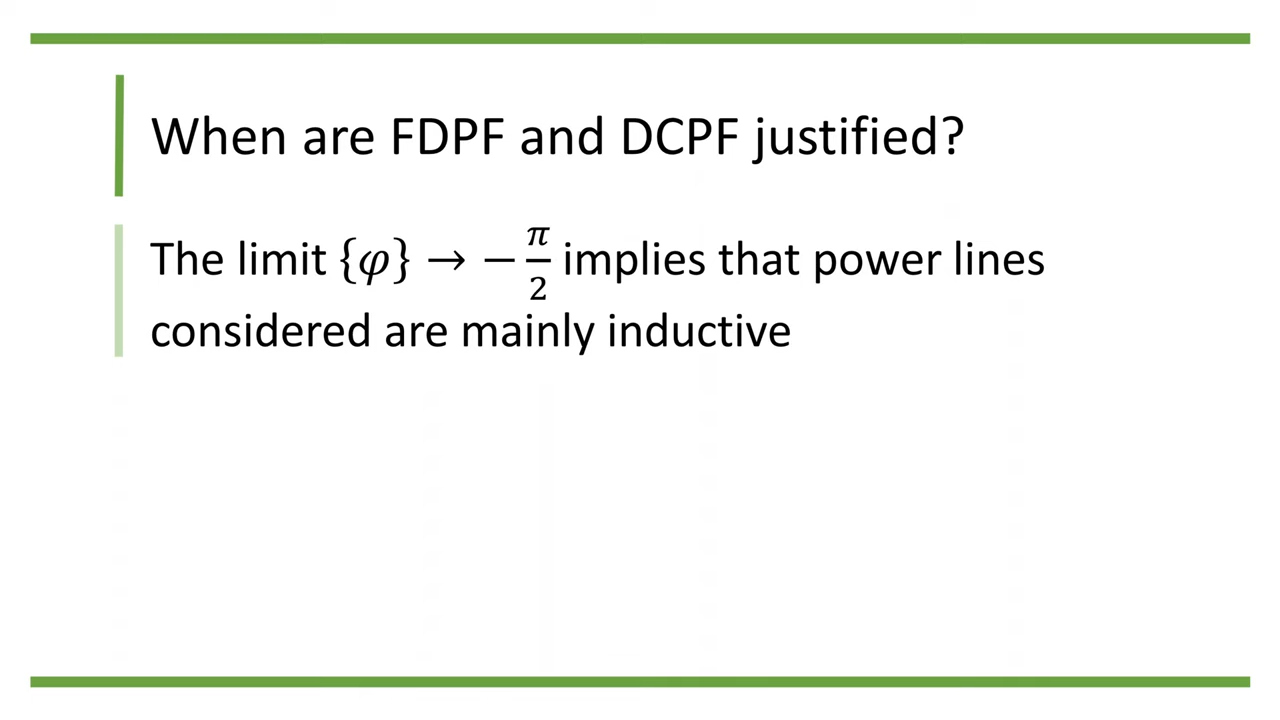 When are FDPF and DCPF justified?
The limit {φ} → −π/2 implies that power lines
considered are mainly inductive